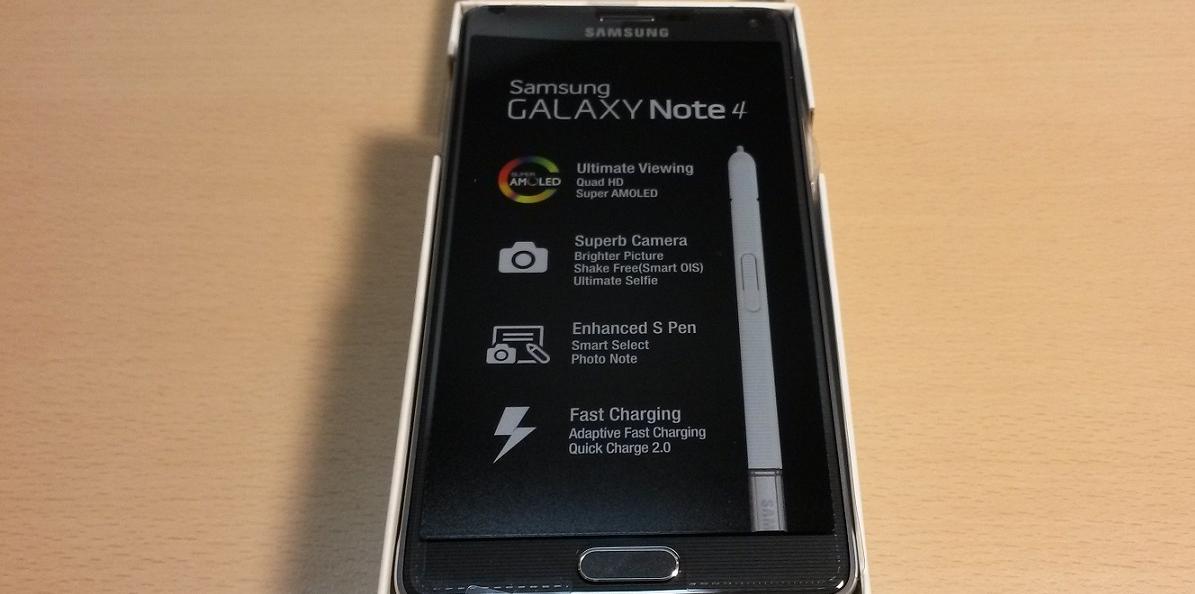 SAMSUNG
Samsung
GALAXY Note 4
SUPER
AMOLED
Ultimate Viewing
Quad HD
Super AMOLED
Superb Camera
Brighter Picture
Shake Free(Smart OIS)
Ultimate Selfie
Enhanced S Pen
Smart Select
Photo Note
Fast Charging
Adaptive Fast Charging
Quick Charge 2.0
SAM